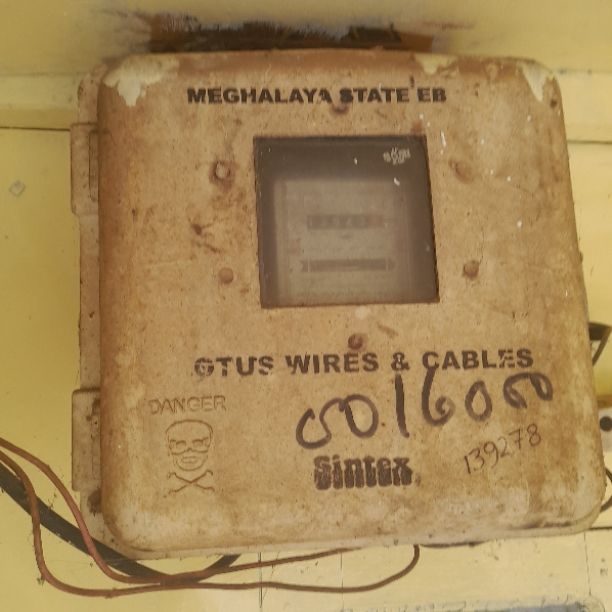 MEGHALAYA STATE EB
GTUS WIRES & CABLES
DANGER
Sintex
139278